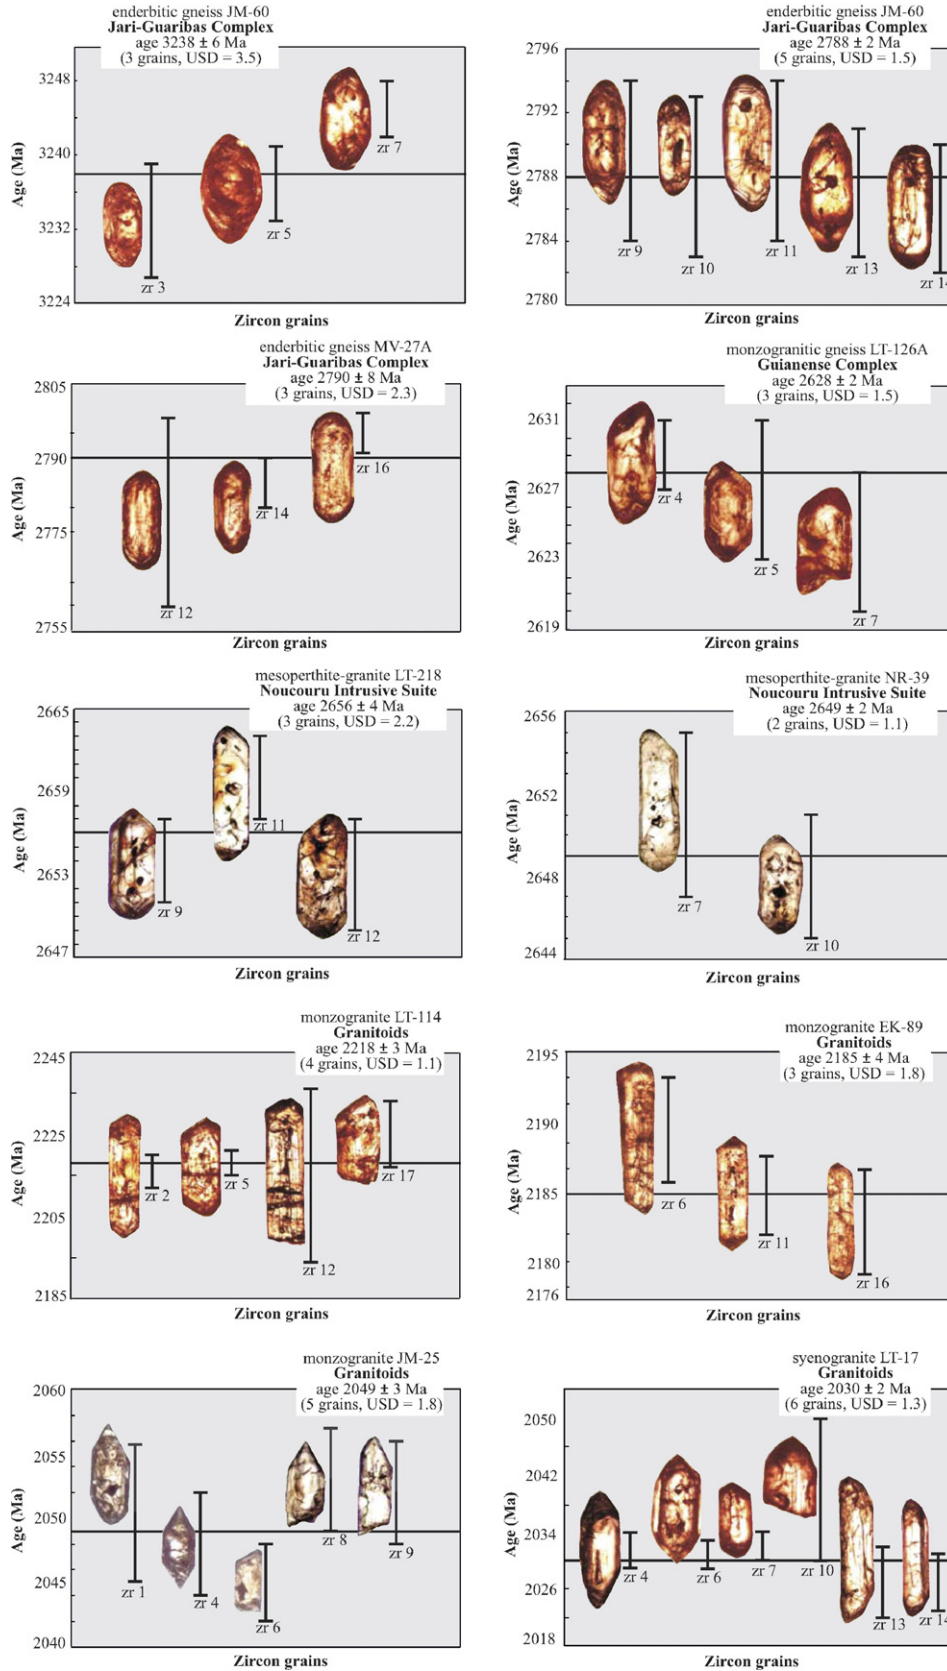 enderbitic gneiss JM-60
Jari-Guaribas Complex
age 3238 ± 6 Ma
(3 grains, USD = 3.5)
3248
3240
3232
3224
Age (Ma)
zr 3
zr 5
zr 7
Zircon grains
enderbitic gneiss JM-60
Jari-Guaribas Complex
age 2788 ± 2 Ma
(5 grains, USD = 1.5)
2796
2792
2788
2784
2780
Age (Ma)
zr 9
zr 10
zr 11
zr 13
zr 14
Zircon grains
enderbitic gneiss MV-27A
Jari-Guaribas Complex
age 2790 ± 8 Ma
(3 grains, USD = 2.3)
2805
2790
2775
2755
Age (Ma)
zr 12
zr 14
zr 16
Zircon grains
monzogranitic gneiss LT-126A
Guianense Complex
age 2628 ± 2 Ma
(3 grains, USD = 1.5)
2631
2627
2623
2619
Age (Ma)
zr 4
zr 5
zr 7
Zircon grains
mesoperthite-granite LT-218
Noucouru Intrusive Suite
age 2656 ± 4 Ma
(3 grains, USD = 2.2)
2665
2659
2653
2647
Age (Ma)
zr 9
zr 11
zr 12
Zircon grains
mesoperthite-granite NR-39
Noucouru Intrusive Suite
age 2649 ± 2 Ma
(2 grains, USD = 1.1)
2656
2652
2648
2644
Age (Ma)
zr 7
zr 10
Zircon grains
monzogranite LT-114
Granitoids
age 2218 ± 3 Ma
(4 grains, USD = 1.1)
2245
2225
2205
2185
Age (Ma)
zr 2
zr 5
zr 12
zr 17
Zircon grains
monzogranite EK-89
Granitoids
age 2185 ± 4 Ma
(3 grains, USD = 1.8)
2195
2190
2185
2180
2176
Age (Ma)
zr 6
zr 11
zr 16
Zircon grains
monzogranite JM-25
Granitoids
age 2049 ± 3 Ma
(5 grains, USD = 1.8)
2060
2055
2050
2045
2040
Age (Ma)
zr 1
zr 4
zr 6
zr 8
zr 9
Zircon grains
syenogranite LT-17
Granitoids
age 2030 ± 2 Ma
(6 grains, USD = 1.3)
2050
2042
2034
2026
2018
Age (Ma)
zr 4
zr 6
zr 7
zr 10
zr 13
zr 14
Zircon grains